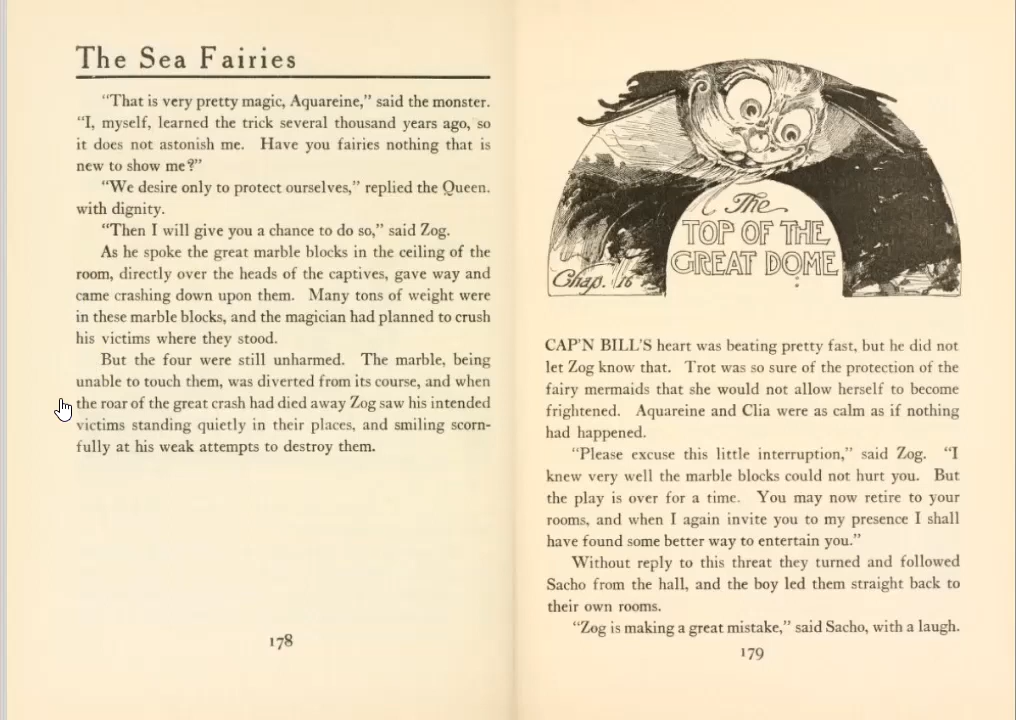 The Sea Fairies
"That is very pretty magic, Aquareine," said the monster.
"I, myself, learned the trick several thousand years ago, so
it does not astonish me. Have you fairies nothing that is
new to show me?"
"We desire only to protect ourselves," replied the Queen.
with dignity.
"Then I will give you a chance to do so," said Zog.
As he spoke the great marble blocks in the ceiling of the
room, directly over the heads of the captives, gave way and
came crashing down upon them. Many tons of weight were
in these marble blocks, and the magician had planned to crush
his victims where they stood.
But the four were still unharmed. The marble, being
unable to touch them, was diverted from its course, and when
the roar of the great crash had died away Zog saw his intended
victims standing quietly in their places, and smiling scorn-
fully at his weak attempts to destroy them.
178
The
TOP OF THE
GREAT DOME
Chap. 16
CAP'N BILL'S heart was beating pretty fast, but he did not
let Zog know that. Trot was so sure of the protection of the
fairy mermaids that she would not allow herself to become
frightened. Aquareine and Clia were as calm as if nothing
had happened.
"Please excuse this little interruption," said Zog. "I
knew very well the marble blocks could not hurt you. But
the play is over for a time. You may now retire to your
rooms, and when I again invite you to my presence I shall
have found some better way to entertain you."
Without reply to this threat they turned and followed
Sacho from the hall, and the boy led them straight back to
their own rooms.
"Zog is making a great mistake," said Sacho, with a laugh.
179